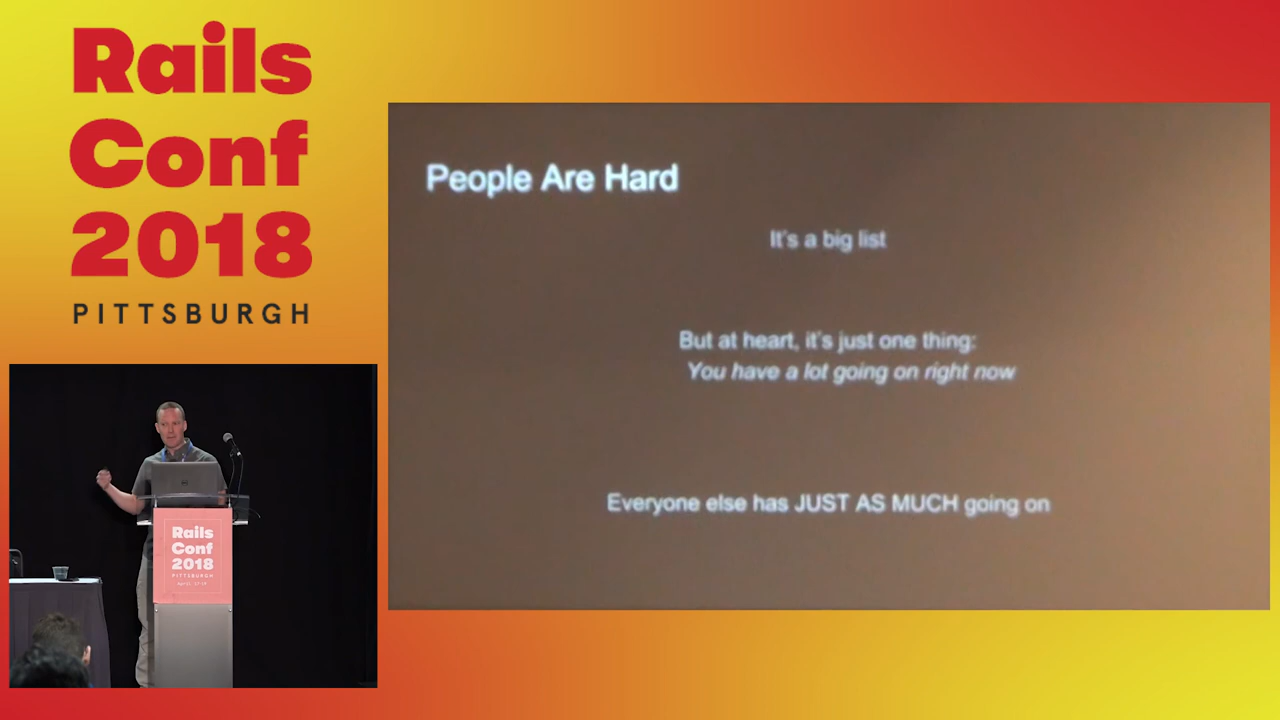 Rails
Conf
2018
PITTSBURGH
People Are Hard
It's a big list
But at heart, it's just one thing:
You have a lot going on right now
Everyone else has JUST AS MUCH going on
Rails
Conf
2018
PITTSBURGH